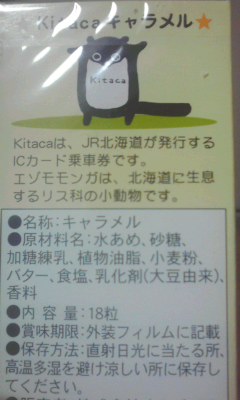 ★Kitacaキャラメル★
Kitaca
Kitacaは、JR北海道が発行する
ICカード乗車券です。
エゾモモンガは、北海道に生息
するリス科の小動物です。
●名称：キャラメル
●原材料名：水あめ、砂糖、
加糖練乳、植物油脂、小麦粉、
バター、食塩、乳化剤(大豆由来)、
香料
●内容量：18粒
●賞味期限：外装フィルムに記載
●保存方法：直射日光に当たる所、
高温多湿を避け涼しい所に保存し
てください。